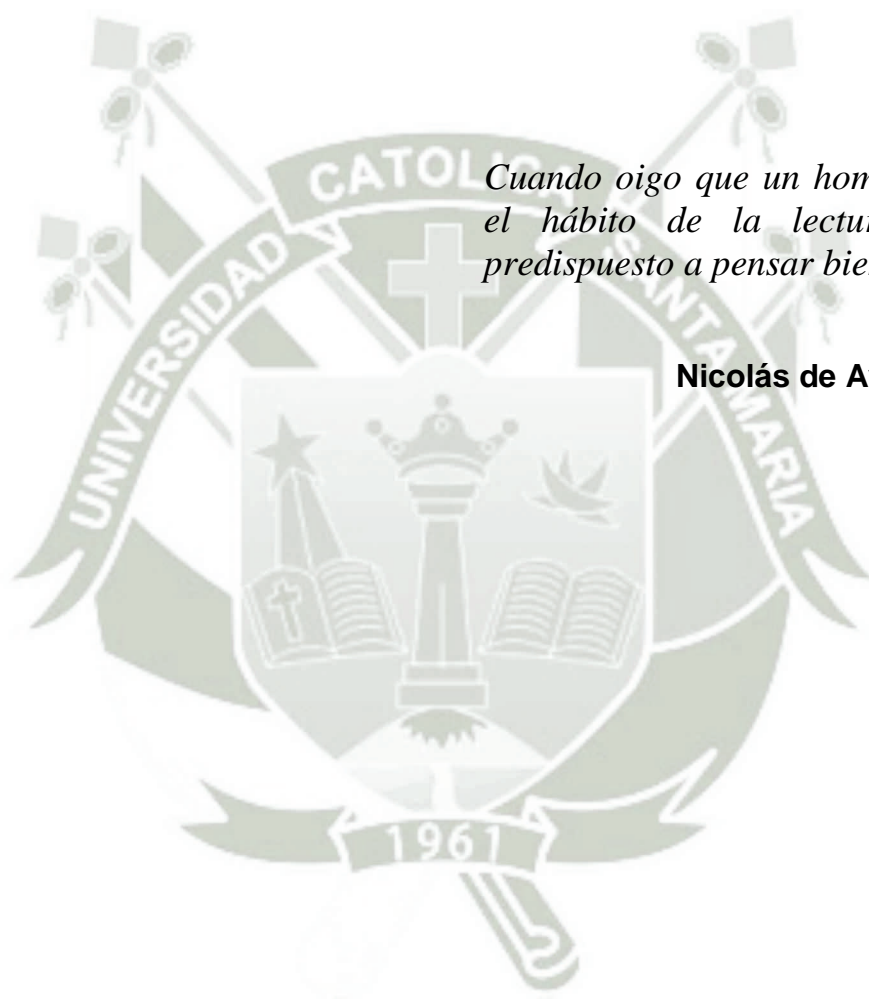 Cuando oigo que un hom
el hábito de la lectur
predispuesto a pensar bie
Nicolás de A
UNIVERSIDAD CATOLICA SANTA MARIA
1961